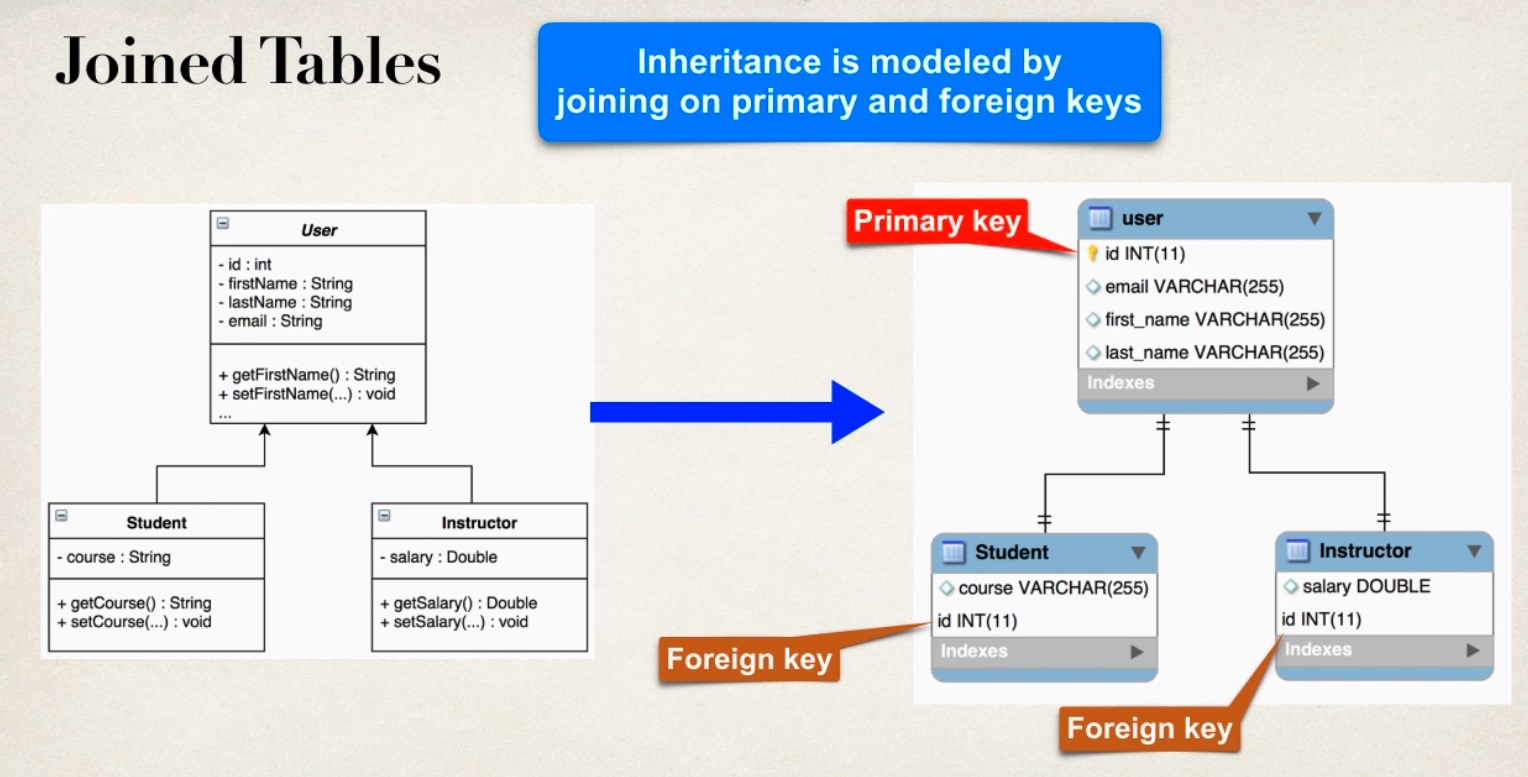 Joined Tables
Inheritance is modeled by
joining on primary and foreign keys
User
- id : int
- firstName : String
- lastName : String
- email : String
+ getFirstName() : String
+ setFirstName(...) : void
...
Student
- course : String
+ getCourse() : String
+ setCourse(...) : void
Instructor
- salary : Double
+ getSalary() : Double
+ setSalary(...) : void
Primary key
user
id INT(11)
email VARCHAR(255)
first_name VARCHAR(255)
last_name VARCHAR(255)
Indexes
Student
course VARCHAR(255)
id INT(11)
Indexes
Foreign key
Instructor
salary DOUBLE
id INT(11)
Indexes
Foreign key